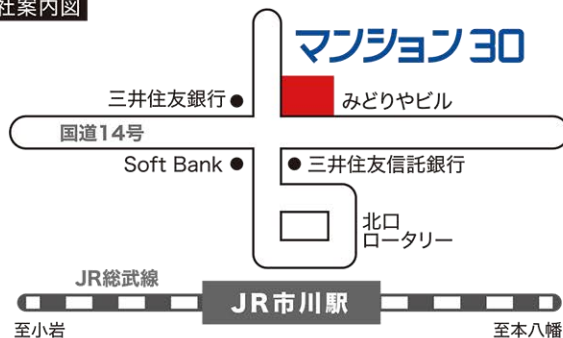 社案内図
マンション30
三井住友銀行
みどりやビル
国道14号
Soft Bank
三井住友信託銀行
北口
ロータリー
JR総武線
JR市川駅
至小岩
至本八幡